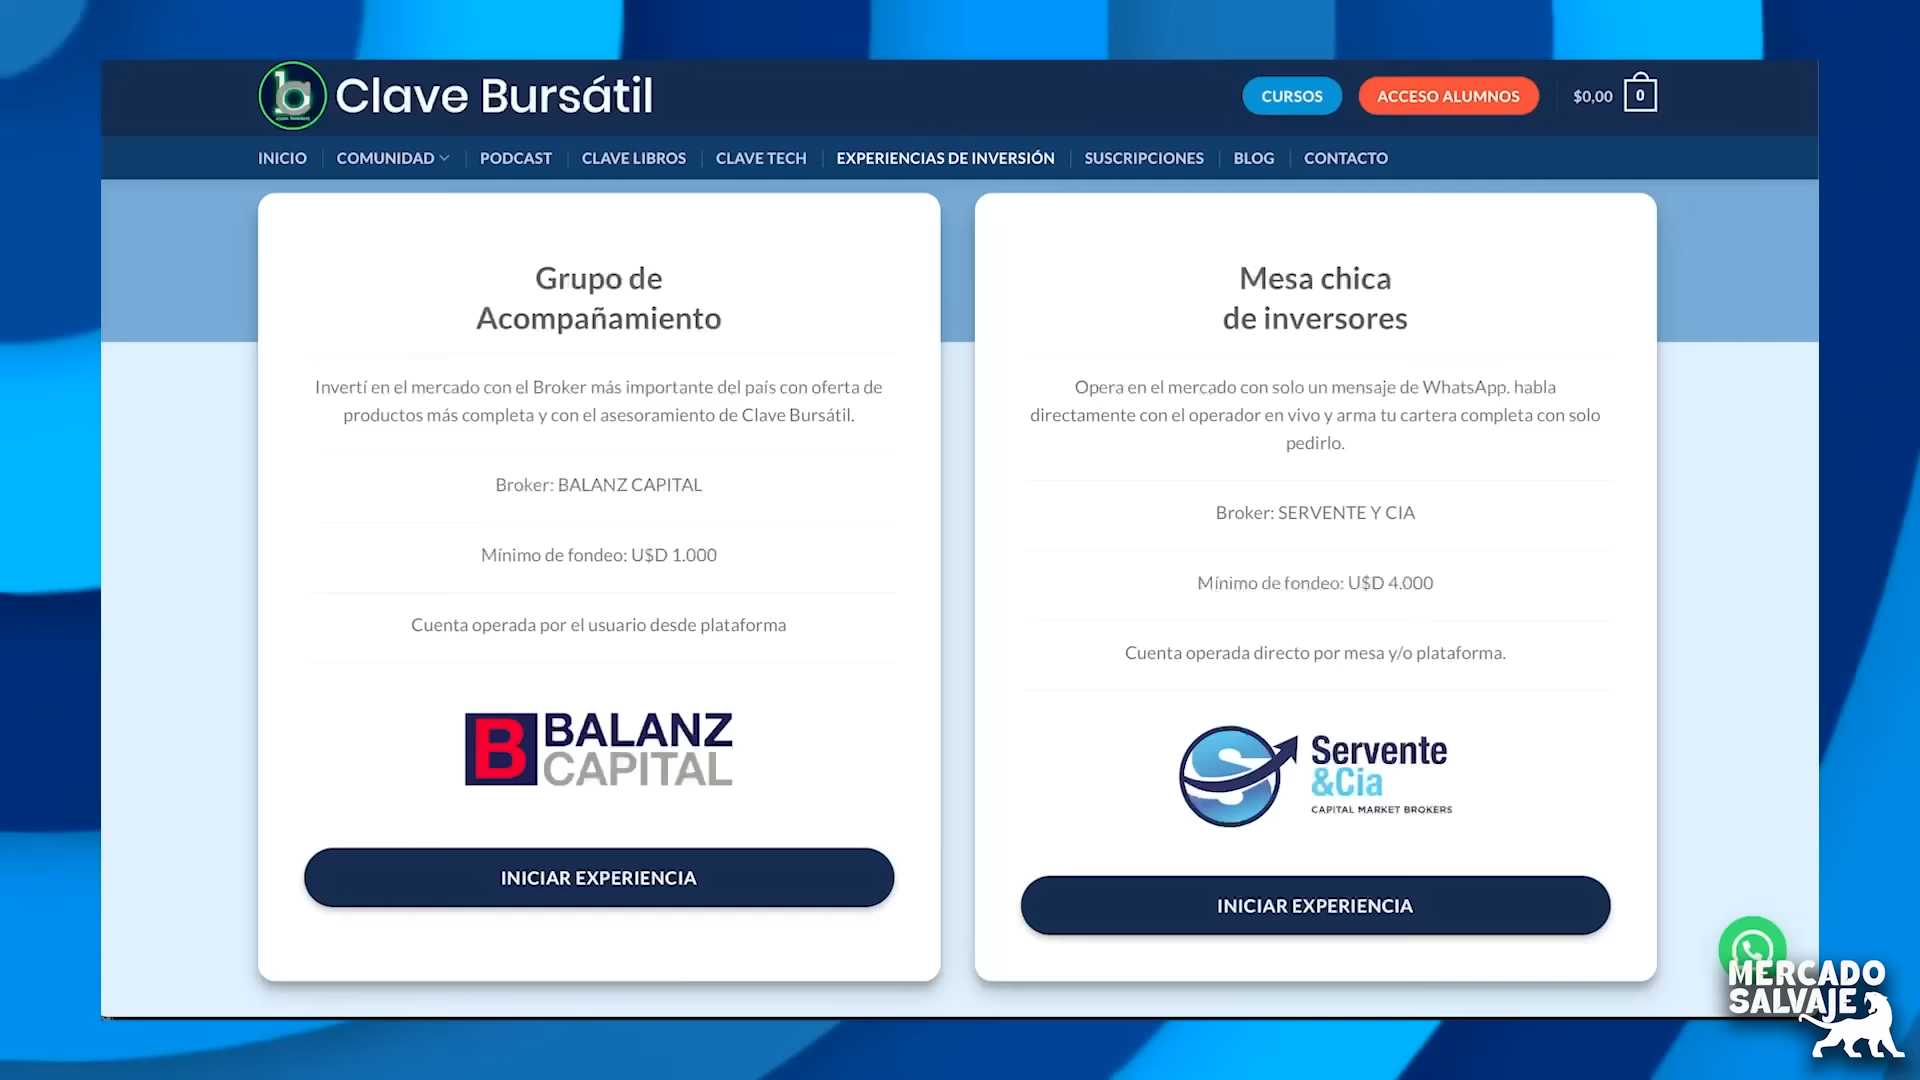 Clave Bursátil
CURSOS
ACCESO ALUMNOS
$0,00
0
INICIO
COMUNIDAD
PODCAST
CLAVE LIBROS
CLAVE TECH
EXPERIENCIAS DE INVERSIÓN
SUSCRIPCIONES
BLOG
CONTACTO
Grupo de
Acompañamiento
Invertí en el mercado con el Broker más importante del país con oferta de
productos más completa y con el asesoramiento de Clave Bursátil.
Broker: BALANZ CAPITAL
Mínimo de fondeo: U$D 1.000
Cuenta operada por el usuario desde plataforma
B BALANZ
CAPITAL
INICIAR EXPERIENCIA
Mesa chica
de inversores
Opera en el mercado con solo un mensaje de WhatsApp. habla
directamente con el operador en vivo y arma tu cartera completa con solo
pedirlo.
Broker: SERVENTE Y CIA
Mínimo de fondeo: U$D 4.000
Cuenta operada directo por mesa y/o plataforma.
S Servente
&Cia
CAPITAL MARKET BROKERS
INICIAR EXPERIENCIA
MERCADO
SALVAJE